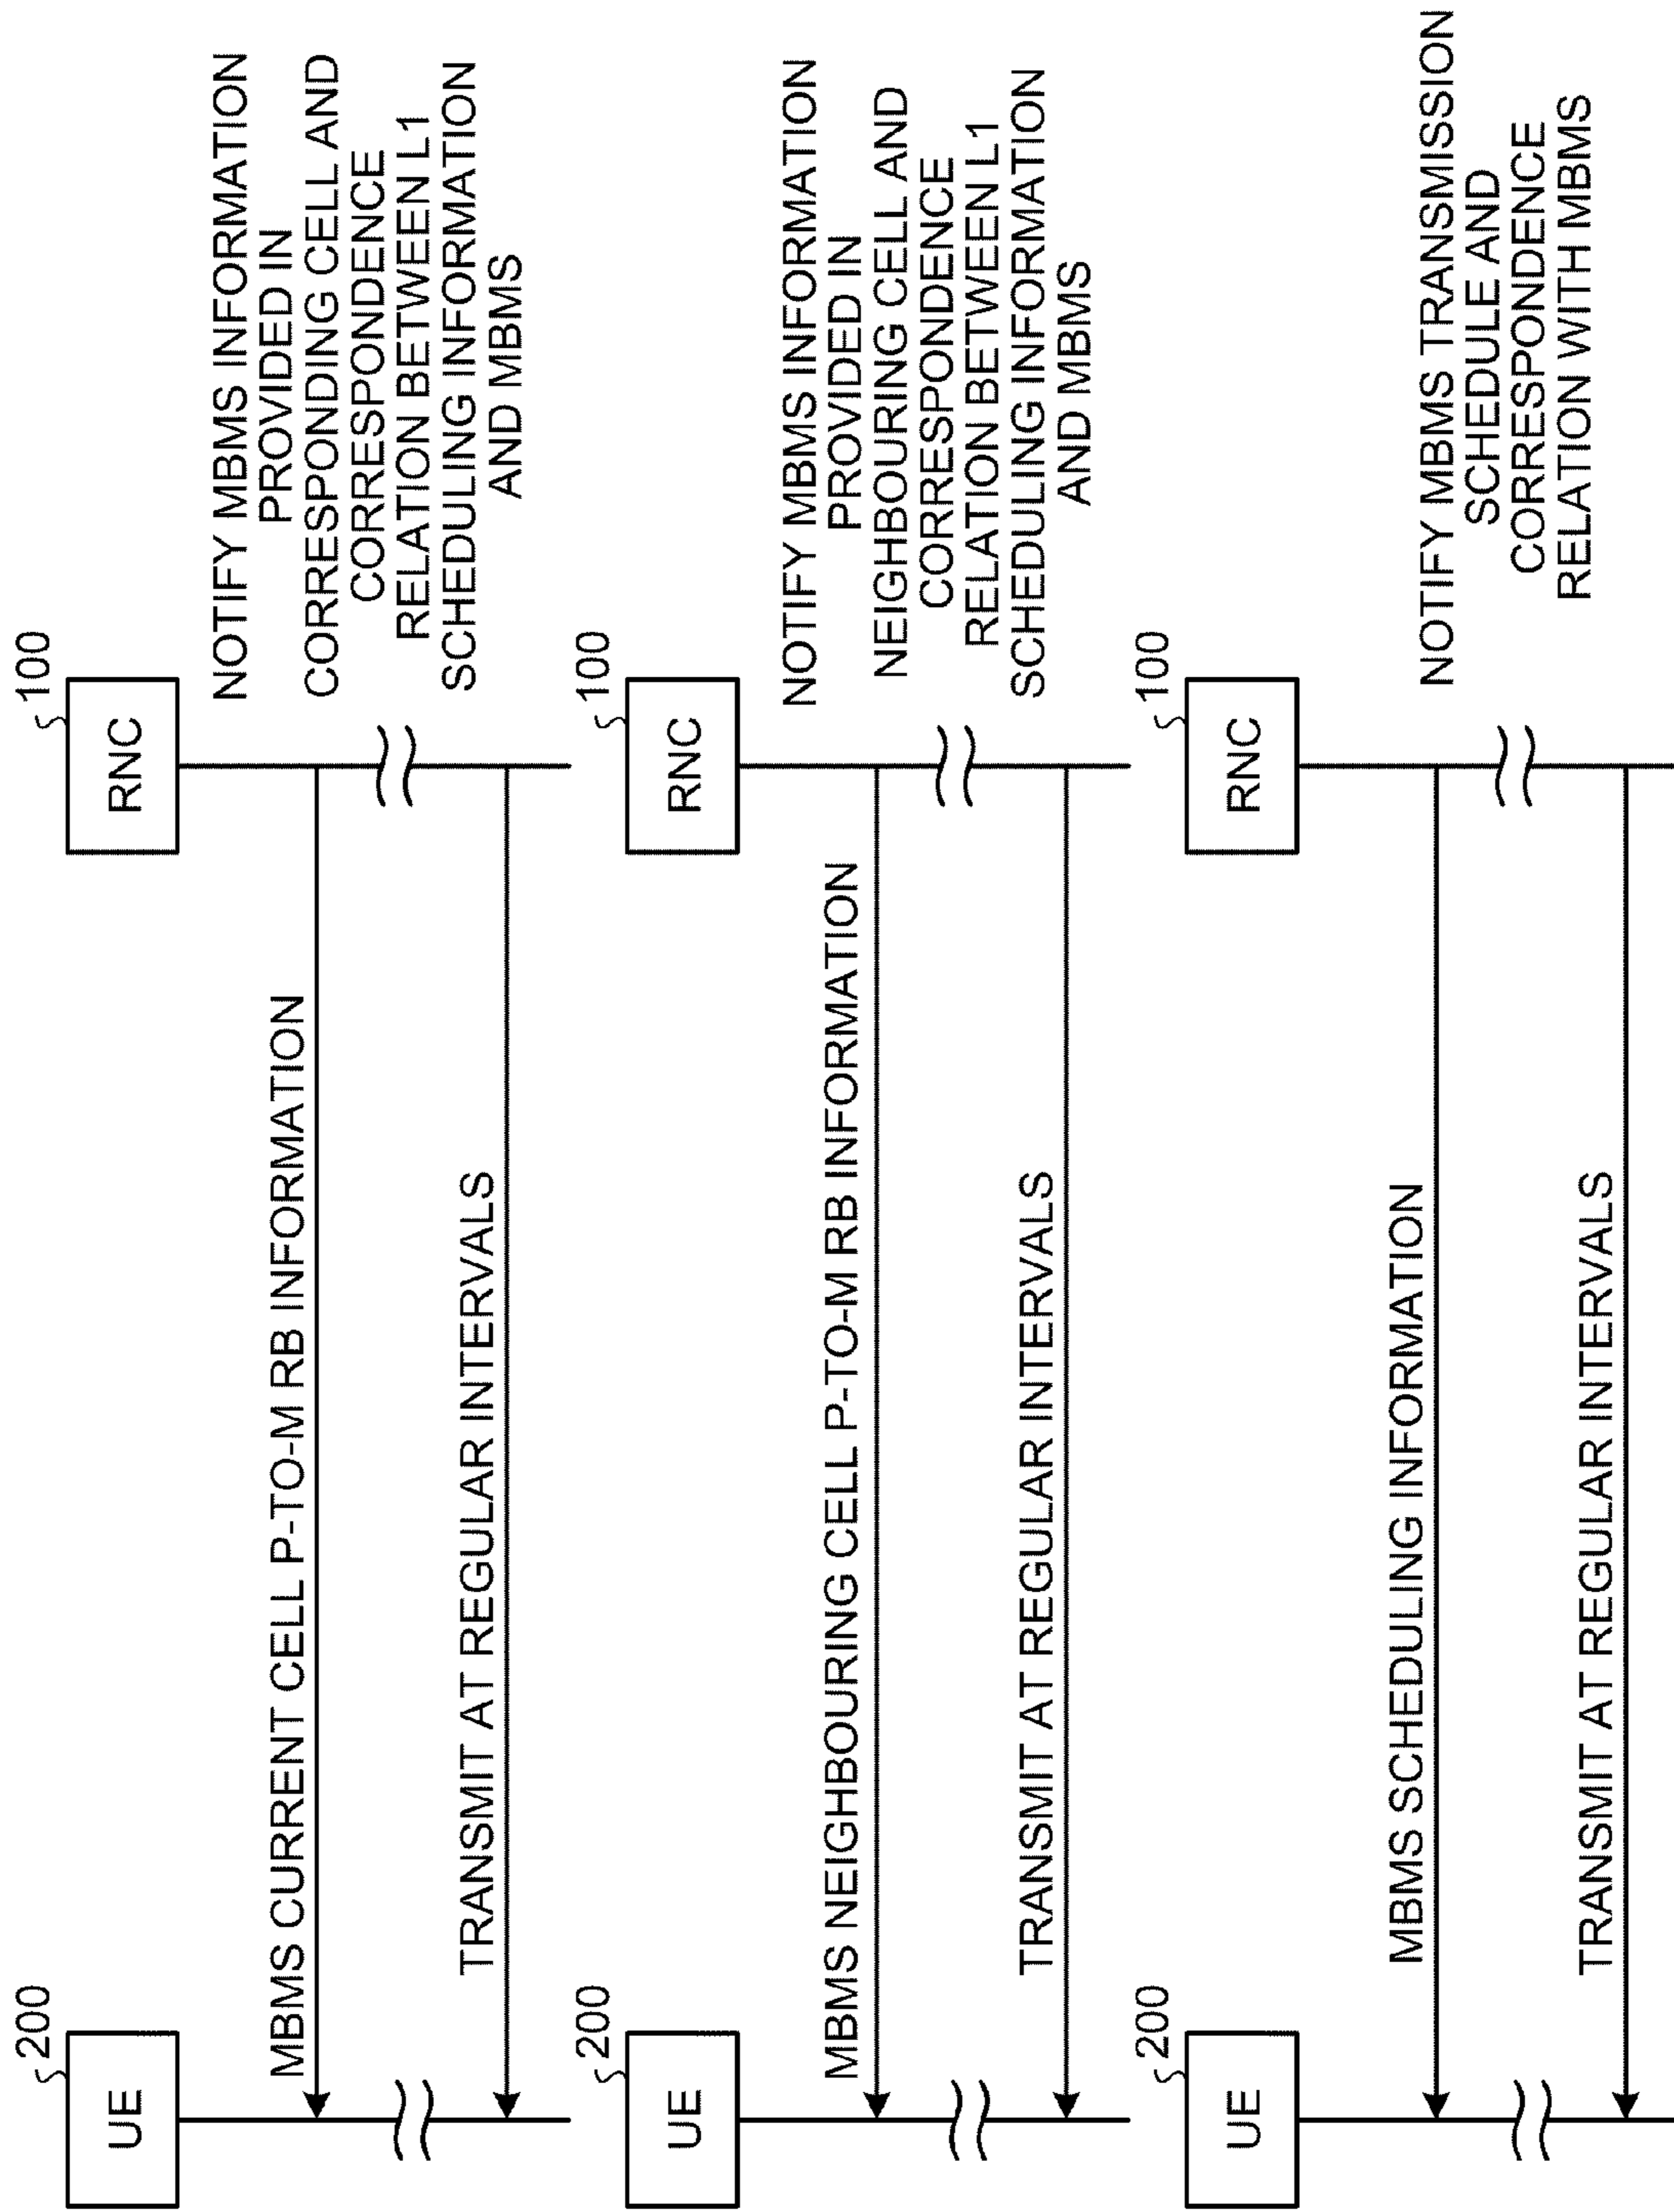 200
UE
100
RNC
MBMS CURRENT CELL P-TO-M RB INFORMATION
NOTIFY MBMS INFORMATION
PROVIDED IN
CORRESPONDING CELL AND
CORRESPONDENCE
RELATION BETWEEN L1
SCHEDULING INFORMATION
AND MBMS
TRANSMIT AT REGULAR INTERVALS
200
UE
100
RNC
MBMS NEIGHBOURING CELL P-TO-M RB INFORMATION
NOTIFY MBMS INFORMATION
PROVIDED IN
NEIGHBOURING CELL AND
CORRESPONDENCE
RELATION BETWEEN L1
SCHEDULING INFORMATION
AND MBMS
TRANSMIT AT REGULAR INTERVALS
200
UE
100
RNC
MBMS SCHEDULING INFORMATION
NOTIFY MBMS TRANSMISSION
SCHEDULE AND
CORRESPONDENCE
RELATION WITH MBMS
TRANSMIT AT REGULAR INTERVALS